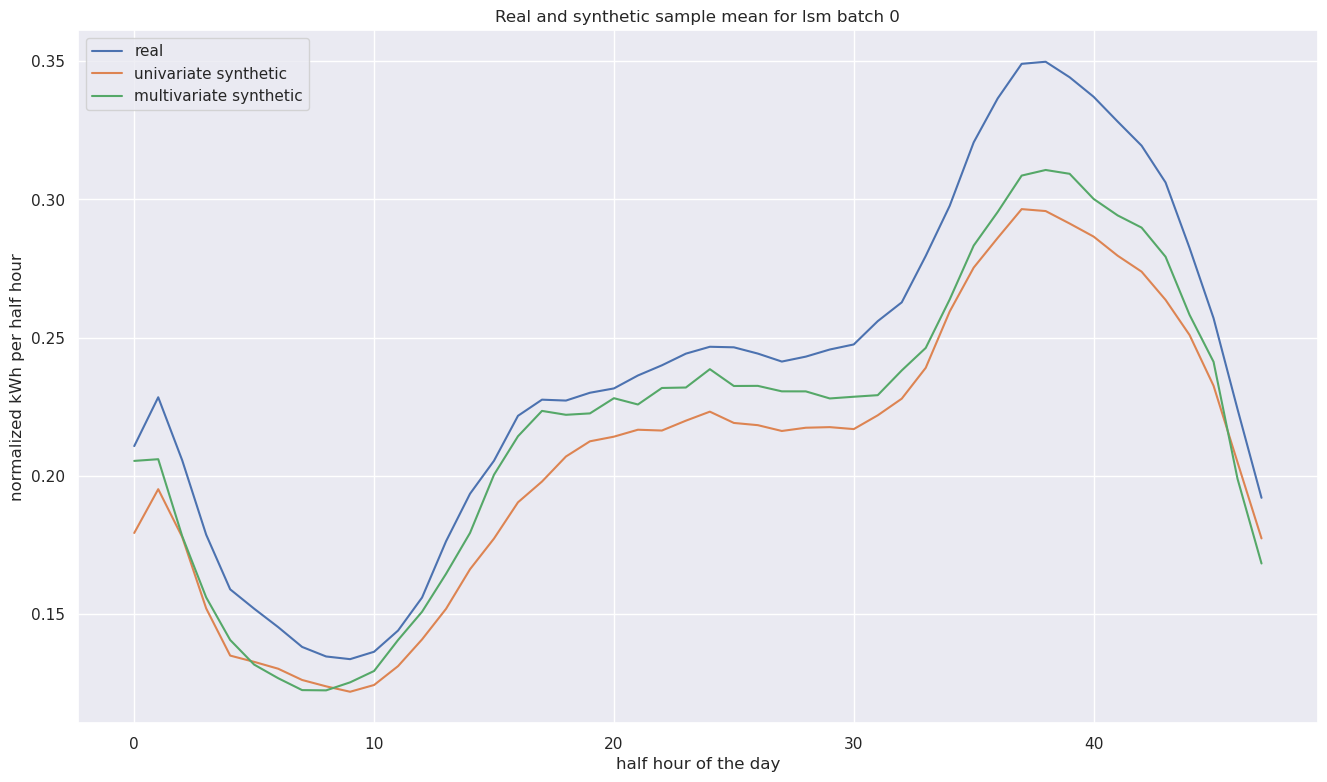 Real and synthetic sample mean for lsm batch 0
real
univariate synthetic
multivariate synthetic
normalized kWh per half hour
0.35
0.30
0.25
0.20
0.15
0 10 20 30 40
half hour of the day